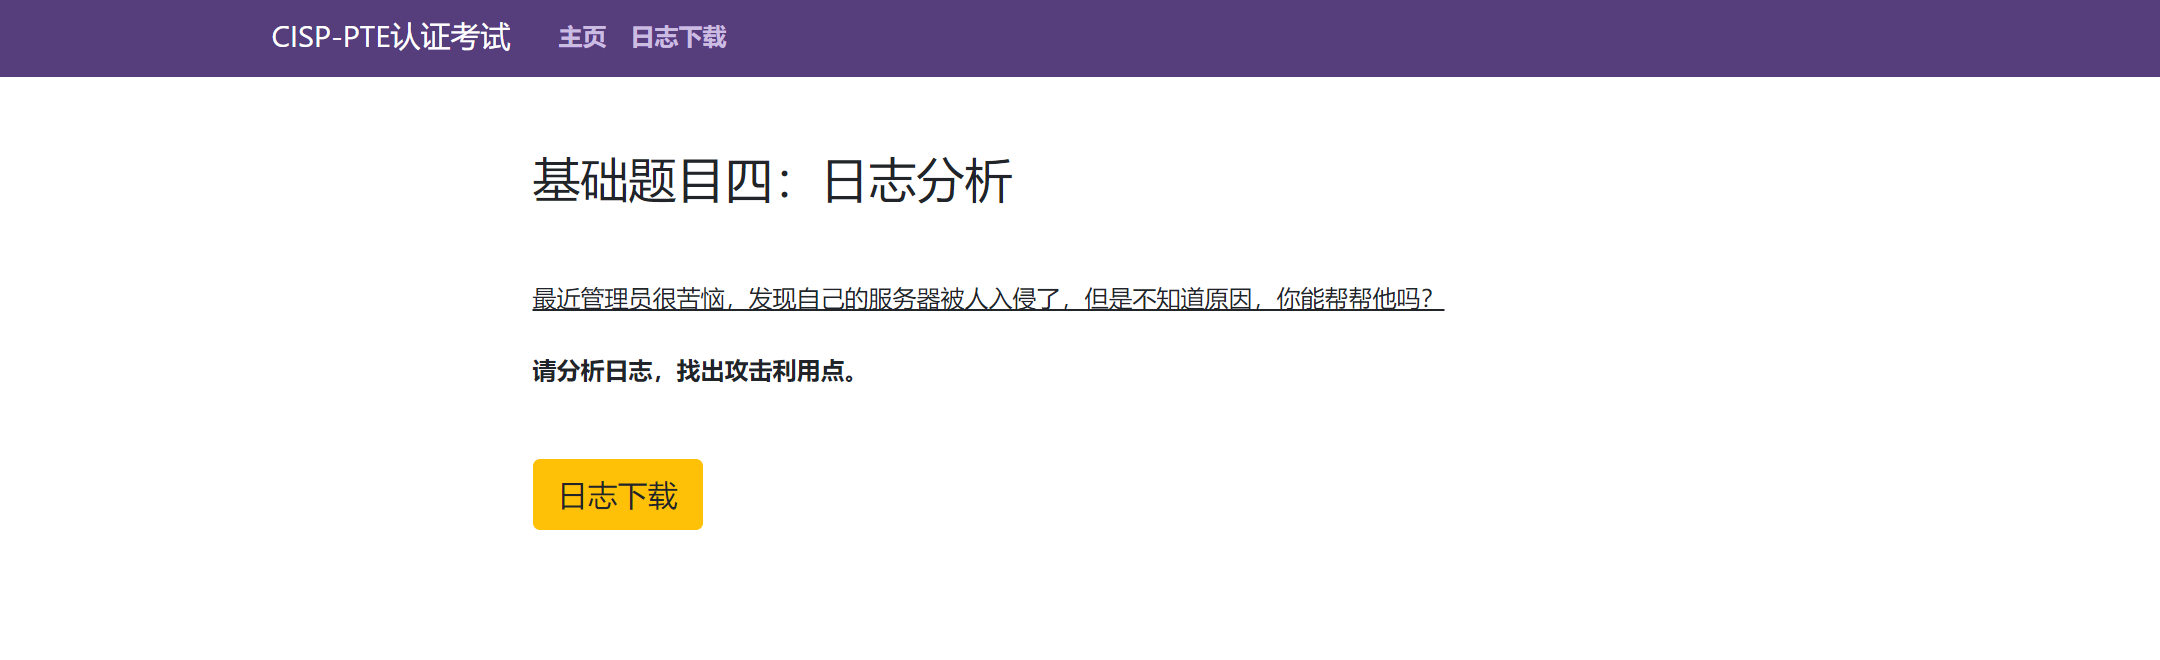 CISP-PTE认证考试 主页 日志下载
基础题目四：日志分析
最近管理员很苦恼，发现自己的服务器被人入侵了，但是不知道原因，你能帮帮他吗？
请分析日志，找出攻击利用点。
日志下载